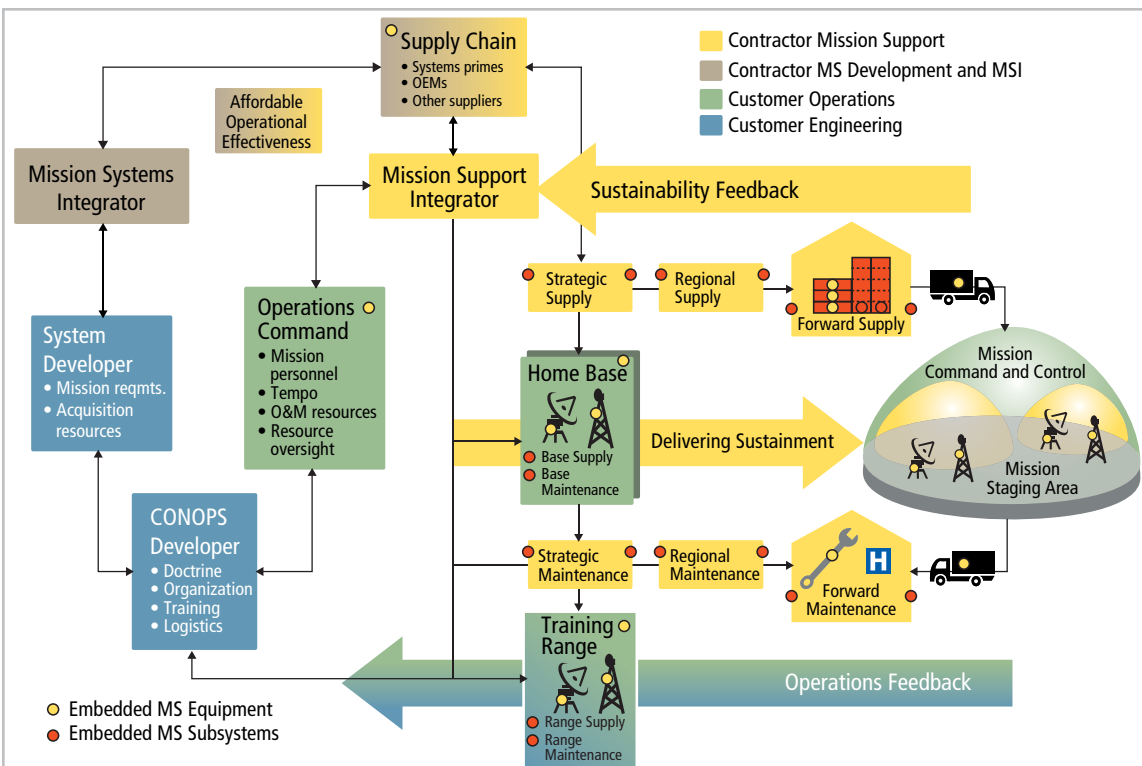 Supply Chain
• Systems primes
• OEMs
• Other suppliers
Contractor Mission Support
Contractor MS Development and MSI
Customer Operations
Customer Engineering
Affordable
Operational
Effectiveness
Mission Systems
Integrator
Mission Support
Integrator
Sustainability Feedback
Strategic
Supply
Regional
Supply
Forward Supply
System
Developer
• Mission reqmts.
• Acquisition
resources
Operations
Command
• Mission
personnel
• Tempo
• O&M resources
• Resource
oversight
Home Base
Base Supply
Base
Maintenance
Delivering Sustainment
Mission
Command and Control
Mission
Staging Area
CONOPS
Developer
• Doctrine
• Organization
• Training
• Logistics
Strategic
Maintenance
Regional
Maintenance
H
Forward
Maintenance
Training
Range
Range Supply
Range
Maintenance
Operations Feedback
Embedded MS Equipment
Embedded MS Subsystems